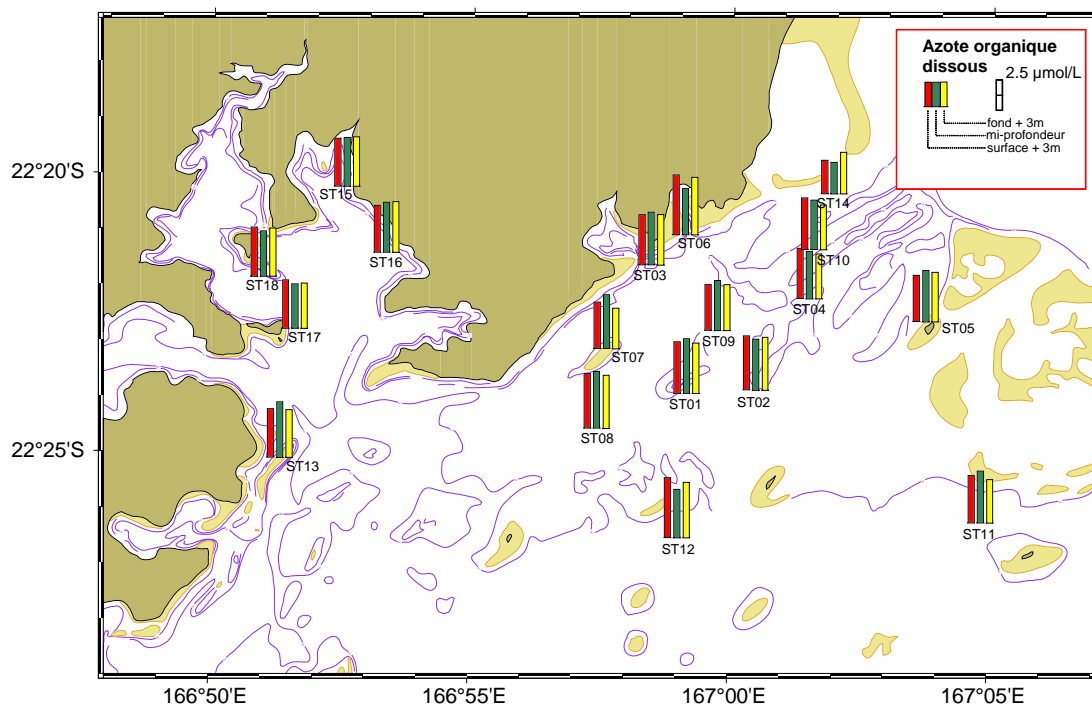 Azote organique
dissous
2.5 µmol/L
fond + 3m
mi-profondeur
surface + 3m
22°20'S
22°25'S
ST15
ST14
ST16
ST06
ST03
ST10
ST18
ST04
ST17
ST05
ST09
ST07
ST01
ST02
ST08
ST13
ST11
ST12
166°50'E
166°55'E
167°00'E
167°05'E